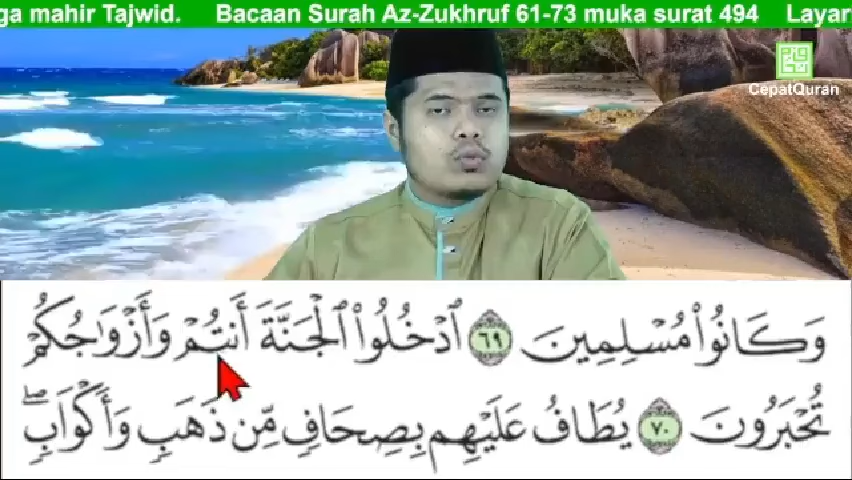 ga mahir Tajwid. Bacaan Surah Az-Zukhruf 61-73 muka surat 494 Layar
CepatQuran
وَكَانُوا۟ مُسْلِمِينَ ٦٩ ٱدْخُلُوا۟ ٱلْجَنَّةَ أَنتُمْ وَأَزْوَٰجُكُمْ
تُحْبَرُونَ ٧٠ يُطَافُ عَلَيْهِم بِصِحَافٍ مِّن ذَهَبٍ وَأَكْوَابٍ ۖ